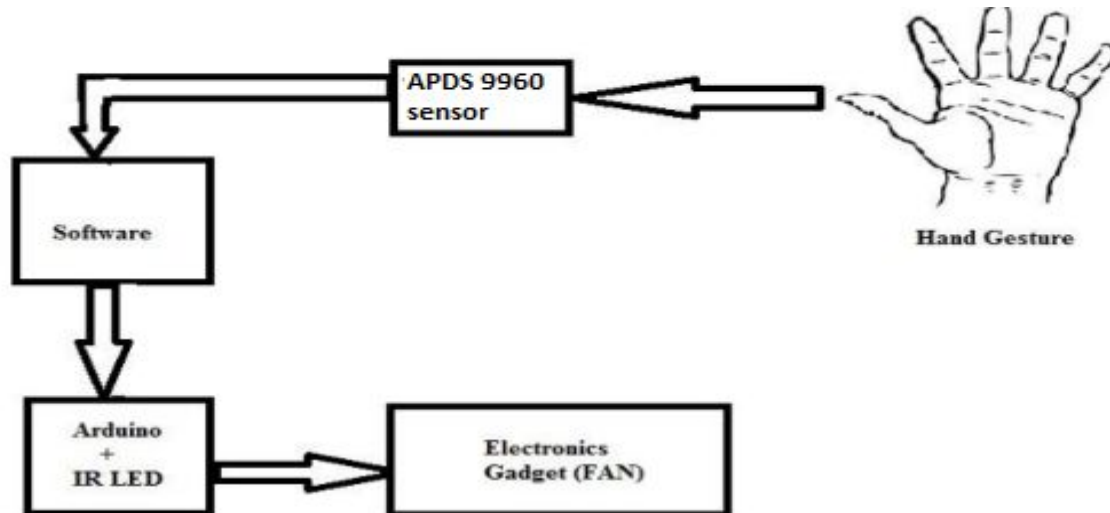 APDS 9960
sensor
Software
Hand Gesture
Arduino
+
IR LED
Electronics
Gadget (FAN)